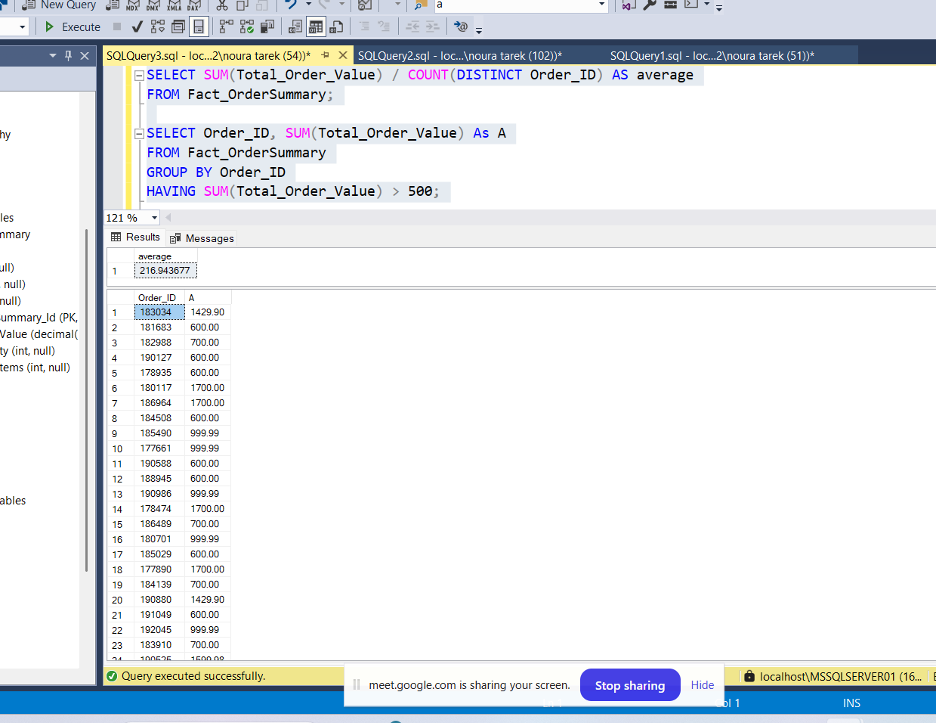 New Query
MDX
DMX
XMLA
DAX
a
Execute
SQLQuery3.sql - loc...2\noura tarek (54))*
SQLQuery2.sql - loc...\noura tarek (102))*
SQLQuery1.sql - loc...2\noura tarek (51))*
SELECT SUM(Total_Order_Value) / COUNT(DISTINCT Order_ID) AS average
FROM Fact_OrderSummary;
SELECT Order_ID, SUM(Total_Order_Value) As A
FROM Fact_OrderSummary
GROUP BY Order_ID
HAVING SUM(Total_Order_Value) > 500;
hy
les
mmary
ull)
, null)
null)
ummary_Id (PK,
Value (decimal(
ty (int, null)
tems (int, null)
ables
121 %
Results
Messages
average
1 216.943677
Order_ID A
1 183034 1429.90
2 181683 600.00
3 182988 700.00
4 190127 600.00
5 178935 600.00
6 180117 1700.00
7 186964 1700.00
8 184508 600.00
9 185490 999.99
10 177661 999.99
11 190588 600.00
12 188945 600.00
13 190986 999.99
14 178474 1700.00
15 186489 700.00
16 180701 999.99
17 185029 600.00
18 177890 1700.00
19 184139 700.00
20 190880 1429.90
21 191049 600.00
22 192045 999.99
23 183910 700.00
Query executed successfully.
meet.google.com is sharing your screen.
Stop sharing
Hide
localhost\MSSQLSERVER01 (16...
ol 1
INS